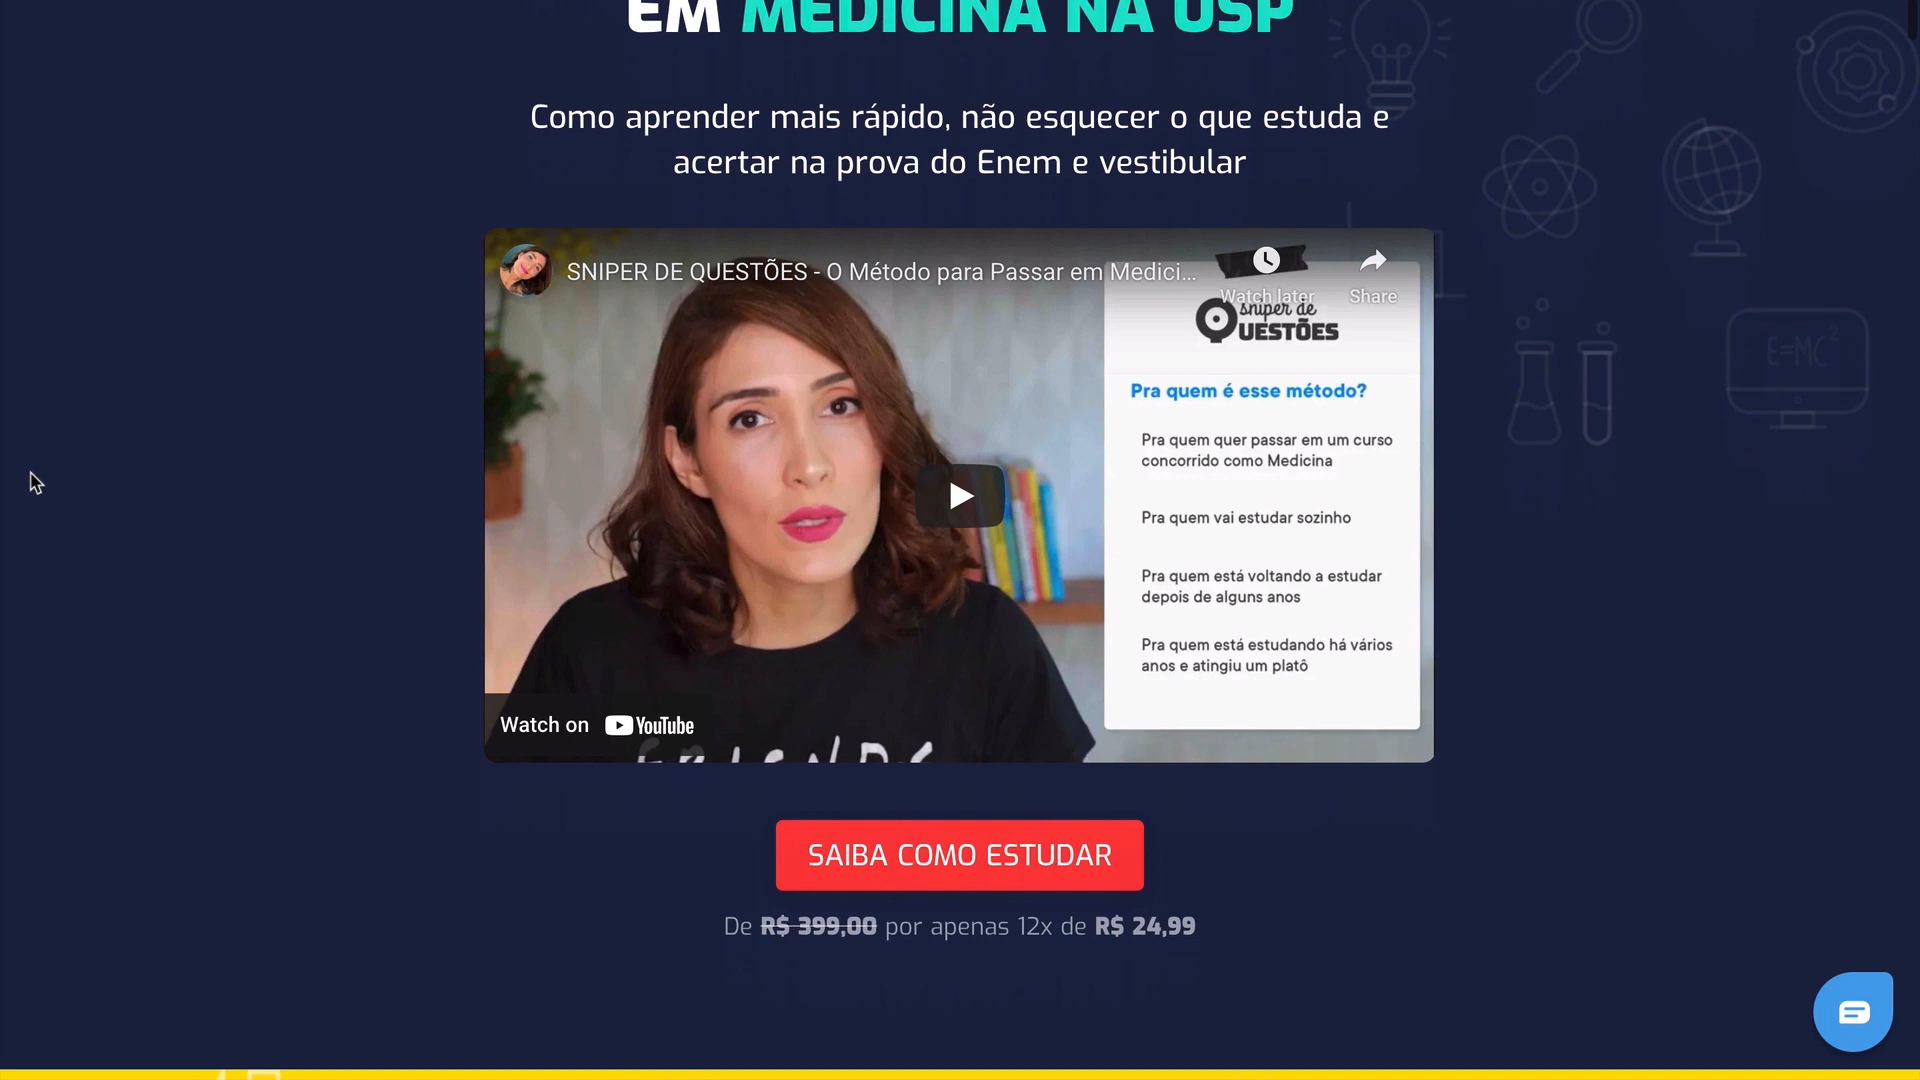 EM MEDICINA NA USP
Como aprender mais rápido, não esquecer o que estuda e
acertar na prova do Enem e vestibular
SNIPER DE QUESTÕES - O Método para Passar em Medici...
Watch later
Share
sniper de
QUESTÕES
Pra quem é esse método?
Pra quem quer passar em um curso
concorrido como Medicina
Pra quem vai estudar sozinho
Pra quem está voltando a estudar
depois de alguns anos
Pra quem está estudando há vários
anos e atingiu um platô
E=MC²
Watch on YouTube
FRIENDS
SAIBA COMO ESTUDAR
De R$ 399,00 por apenas 12x de R$ 24,99